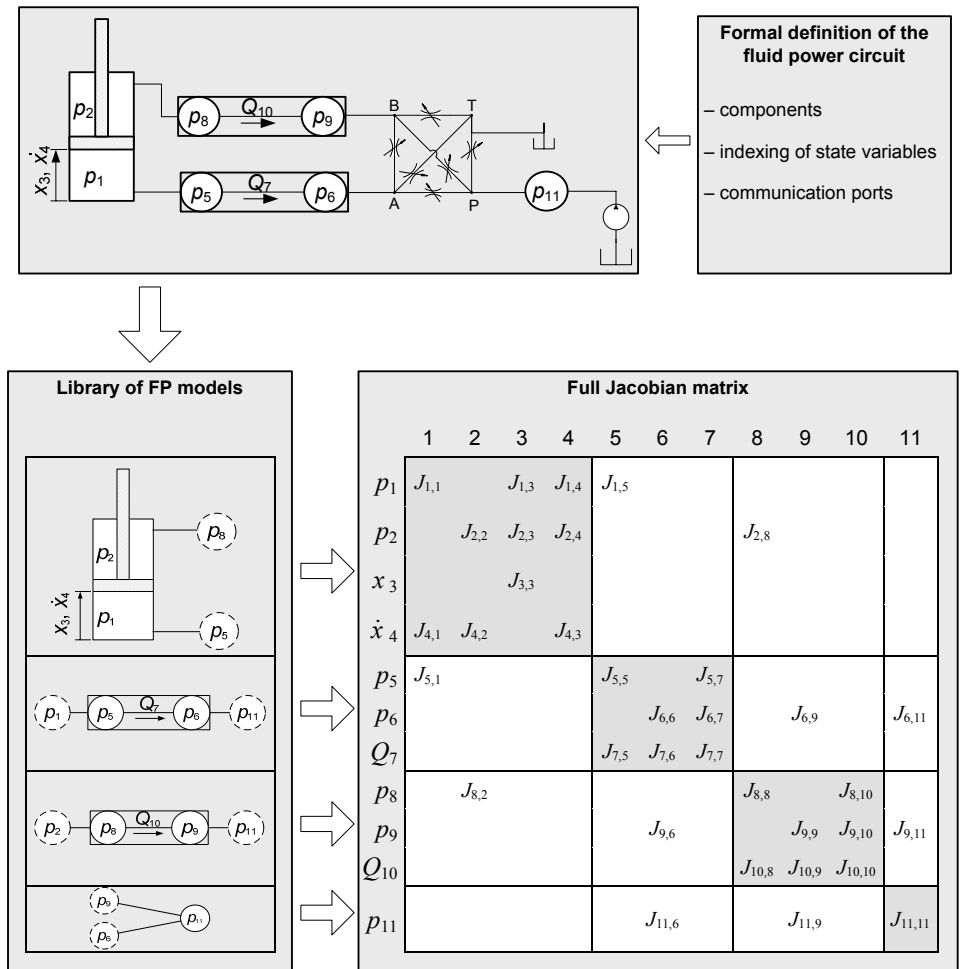 Formal definition of the
fluid power circuit
– components
– indexing of state variables
– communication ports
p2
p1
x3, ẋ4
p8
Q10
p9
p5
Q7
p6
B
T
A
P
p11
Library of FP models
p2
p1
x3, ẋ4
p8
p5
p1
p5
Q7
p6
p11
p2
p8
Q10
p9
p11
p9
p6
p11
Full Jacobian matrix
1 2 3 4 5 6 7 8 9 10 11
p1 J1,1 J1,3 J1,4 J1,5
p2 J2,2 J2,3 J2,4 J2,8
x3 J3,3
ẋ4 J4,1 J4,2 J4,3
p5 J5,1 J5,5 J5,7
p6 J6,6 J6,7 J6,9 J6,11
Q7 J7,5 J7,6 J7,7
p8 J8,2 J8,8 J8,10
p9 J9,6 J9,9 J9,10 J9,11
Q10 J10,8 J10,9 J10,10
p11 J11,6 J11,9 J11,11